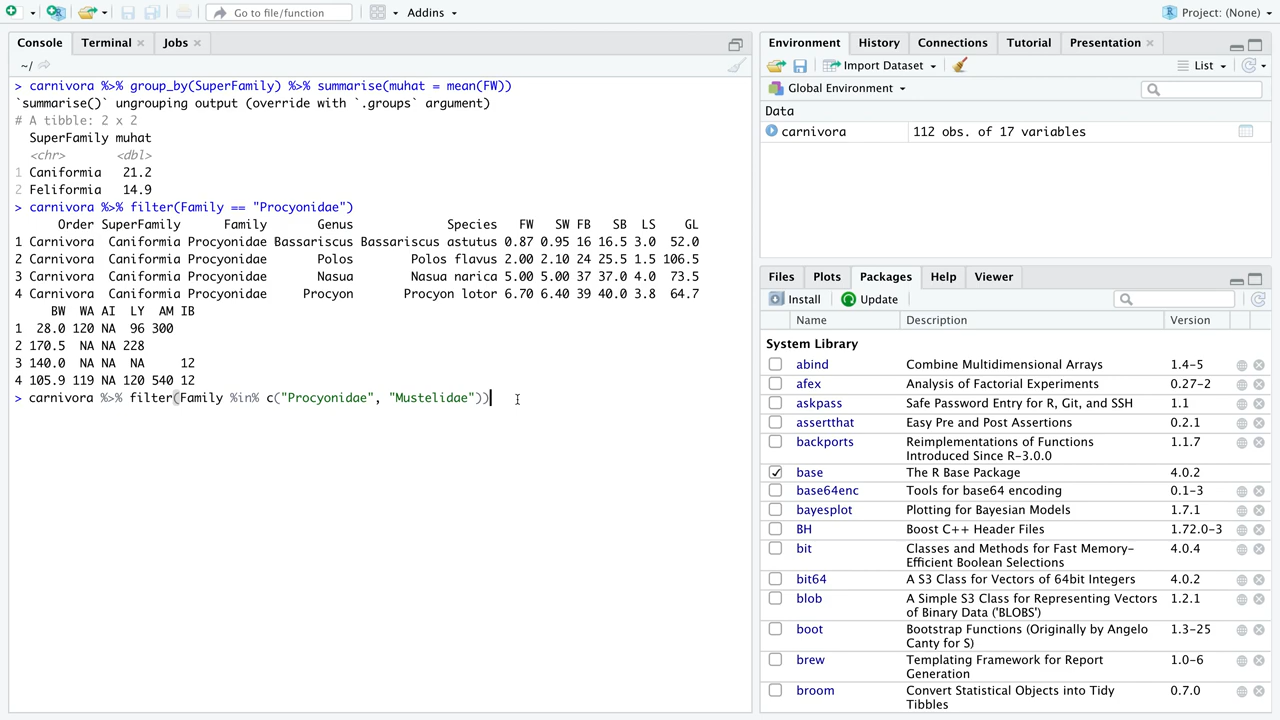 Go to file/function
Addins
Project: (None)
Console
Terminal
Jobs
~/
> carnivora %>% group_by(SuperFamily) %>% summarise(muhat = mean(FW))
`summarise()` ungrouping output (override with `.groups` argument)
# A tibble: 2 x 2
  SuperFamily muhat
  <chr>       <dbl>
1 Caniformia   21.2
2 Feliformia   14.9
> carnivora %>% filter(Family == "Procyonidae")
      Order SuperFamily      Family       Genus             Species   FW   SW FB   SB  LS    GL
1 Carnivora  Caniformia Procyonidae Bassariscus Bassariscus astutus 0.87 0.95 16 16.5 3.0  52.0
2 Carnivora  Caniformia Procyonidae       Polos        Polos flavus 2.00 2.10 24 25.5 1.5 106.5
3 Carnivora  Caniformia Procyonidae       Nasua        Nasua narica 5.00 5.00 37 37.0 4.0  73.5
4 Carnivora  Caniformia Procyonidae     Procyon       Procyon lotor 6.70 6.40 39 40.0 3.8  64.7
     BW  WA AI  LY  AM IB
1  28.0 120 NA  96 300
2 170.5  NA NA 228
3 140.0  NA NA  NA     12
4 105.9 119 NA 120 540 12
> carnivora %>% filter(Family %in% c("Procyonidae", "Mustelidae"))
Environment
History
Connections
Tutorial
Presentation
Import Dataset
List
Global Environment
Data
carnivora 112 obs. of 17 variables
Files
Plots
Packages
Help
Viewer
Install
Update
Name Description Version
System Library
abind Combine Multidimensional Arrays 1.4-5
afex Analysis of Factorial Experiments 0.27-2
askpass Safe Password Entry for R, Git, and SSH 1.1
assertthat Easy Pre and Post Assertions 0.2.1
backports Reimplementations of Functions 1.1.7
Introduced Since R-3.0.0
base The R Base Package 4.0.2
base64enc Tools for base64 encoding 0.1-3
bayesplot Plotting for Bayesian Models 1.7.1
BH Boost C++ Header Files 1.72.0-3
bit Classes and Methods for Fast Memory- 4.0.4
Efficient Boolean Selections
bit64 A S3 Class for Vectors of 64bit Integers 4.0.2
blob A Simple S3 Class for Representing Vectors 1.2.1
of Binary Data ('BLOBS')
boot Bootstrap Functions (Originally by Angelo 1.3-25
Canty for S)
brew Templating Framework for Report 1.0-6
Generation
broom Convert Statistical Objects into Tidy 0.7.0
Tibbles